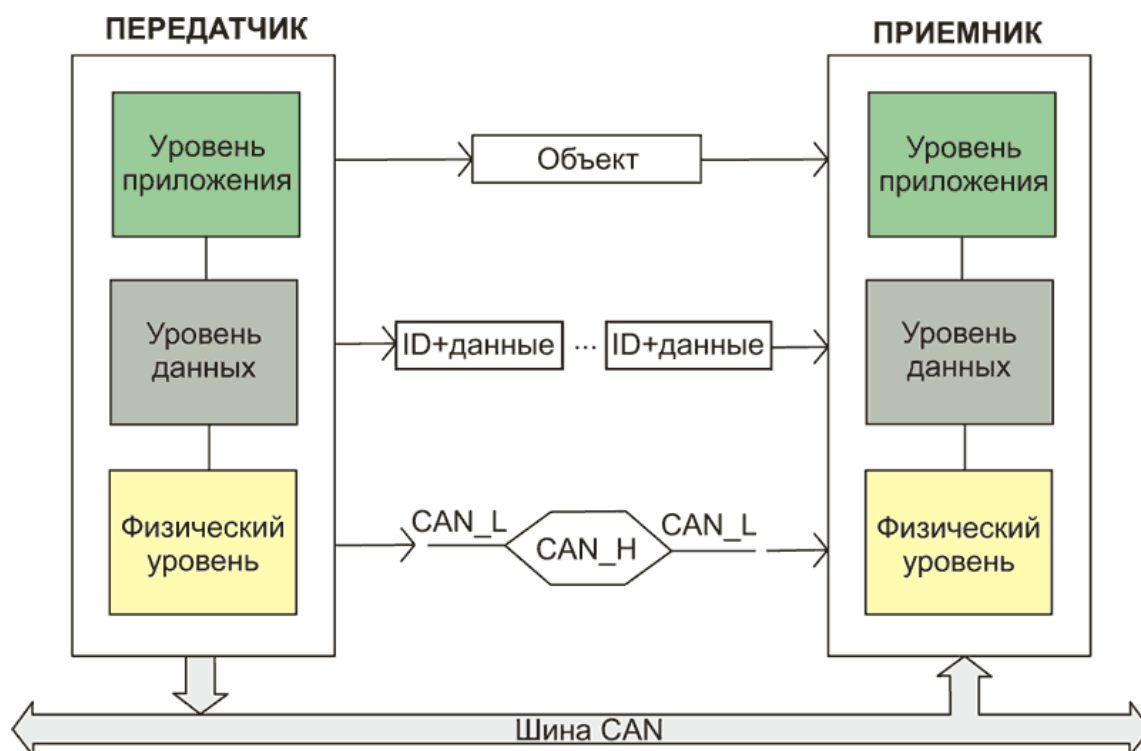 ПЕРЕДАТЧИК
ПРИЕМНИК
Уровень
приложения
Объект
Уровень
приложения
Уровень
данных
ID+данные ... ID+данные
Уровень
данных
Физический
уровень
CAN_L
CAN_H
CAN_L
Физический
уровень
Шина CAN